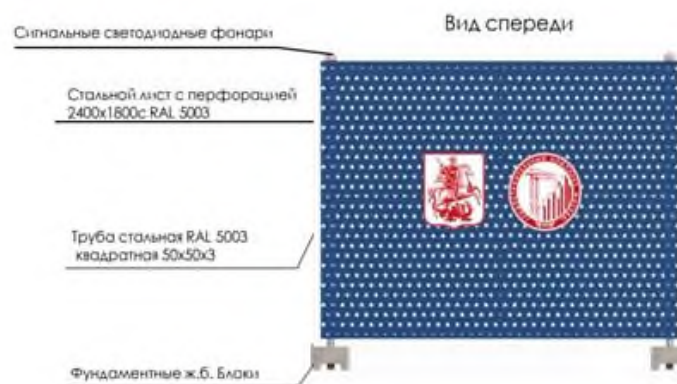 Вид спереди
Сигнальные светодиодные фонари
Стальной лист с перфорацией
2400х1800с RAL 5003
Труба стальная RAL 5003
квадратная 50х50х3
Фундаментные ж.б. Блоки